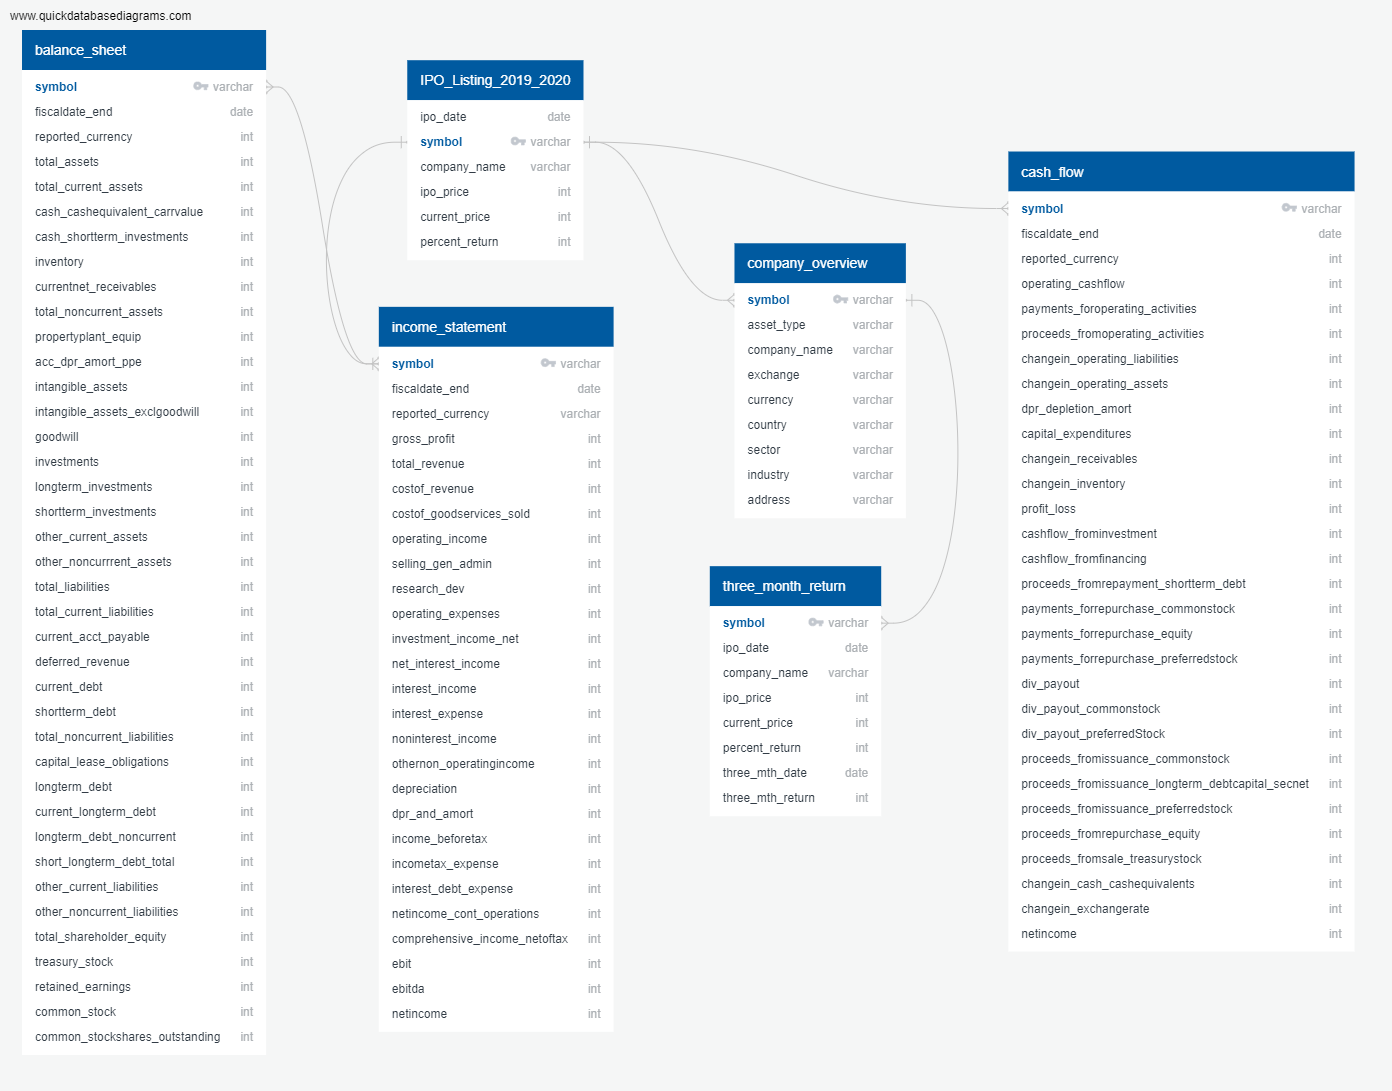 www.quickdatabasediagrams.com
balance_sheet
symbol varchar
fiscaldate_end date
reported_currency int
total_assets int
total_current_assets int
cash_cashequivalent_carrvalue int
cash_shortterm_investments int
inventory int
currentnet_receivables int
total_noncurrent_assets int
propertyplant_equip int
acc_dpr_amort_ppe int
intangible_assets int
intangible_assets_exclgoodwill int
goodwill int
investments int
longterm_investments int
shortterm_investments int
other_current_assets int
other_noncurrrent_assets int
total_liabilities int
total_current_liabilities int
current_acct_payable int
deferred_revenue int
current_debt int
shortterm_debt int
total_noncurrent_liabilities int
capital_lease_obligations int
longterm_debt int
current_longterm_debt int
longterm_debt_noncurrent int
short_longterm_debt_total int
other_current_liabilities int
other_noncurrent_liabilities int
total_shareholder_equity int
treasury_stock int
retained_earnings int
common_stock int
common_stockshares_outstanding int
IPO_Listing_2019_2020
ipo_date date
symbol varchar
company_name varchar
ipo_price int
current_price int
percent_return int
income_statement
symbol varchar
fiscaldate_end date
reported_currency varchar
gross_profit int
total_revenue int
costof_revenue int
costof_goodservices_sold int
operating_income int
selling_gen_admin int
research_dev int
operating_expenses int
investment_income_net int
net_interest_income int
interest_income int
interest_expense int
noninterest_income int
othernon_operatingincome int
depreciation int
dpr_and_amort int
income_beforetax int
incometax_expense int
interest_debt_expense int
netincome_cont_operations int
comprehensive_income_netoftax int
ebit int
ebitda int
netincome int
company_overview
symbol varchar
asset_type varchar
company_name varchar
exchange varchar
currency varchar
country varchar
sector varchar
industry varchar
address varchar
three_month_return
symbol varchar
ipo_date date
company_name varchar
ipo_price int
current_price int
percent_return int
three_mth_date date
three_mth_return int
cash_flow
symbol varchar
fiscaldate_end date
reported_currency int
operating_cashflow int
payments_foroperating_activities int
proceeds_fromoperating_activities int
changein_operating_liabilities int
changein_operating_assets int
dpr_depletion_amort int
capital_expenditures int
changein_receivables int
changein_inventory int
profit_loss int
cashflow_frominvestment int
cashflow_fromfinancing int
proceeds_fromrepayment_shortterm_debt int
payments_forrepurchase_commonstock int
payments_forrepurchase_equity int
payments_forrepurchase_preferredstock int
div_payout int
div_payout_commonstock int
div_payout_preferredStock int
proceeds_fromissuance_commonstock int
proceeds_fromissuance_longterm_debtcapital_secnet int
proceeds_fromissuance_preferredstock int
proceeds_fromrepurchase_equity int
proceeds_fromsale_treasurystock int
changein_cash_cashequivalents int
changein_exchangerate int
netincome int